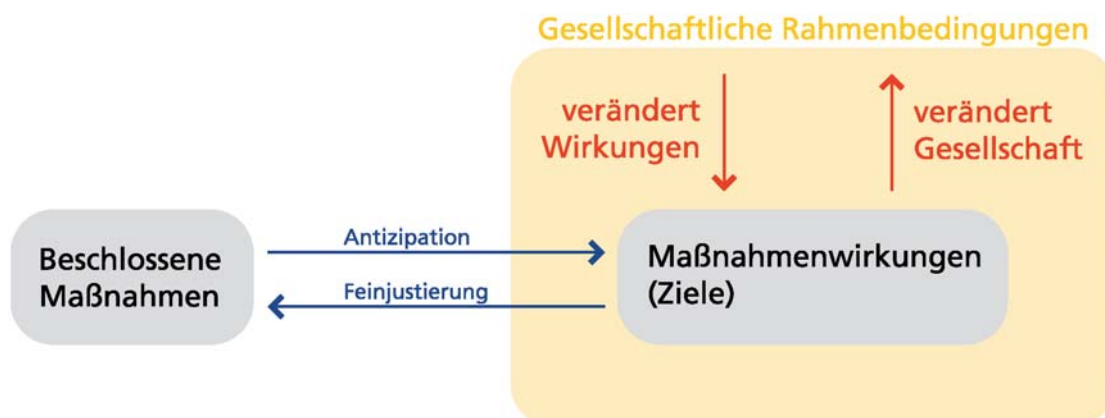 Gesellschaftliche Rahmenbedingungen
verändert
Wirkungen
verändert
Gesellschaft
Beschlossene
Maßnahmen
Antizipation
Feinjustierung
Maßnahmenwirkungen
(Ziele)